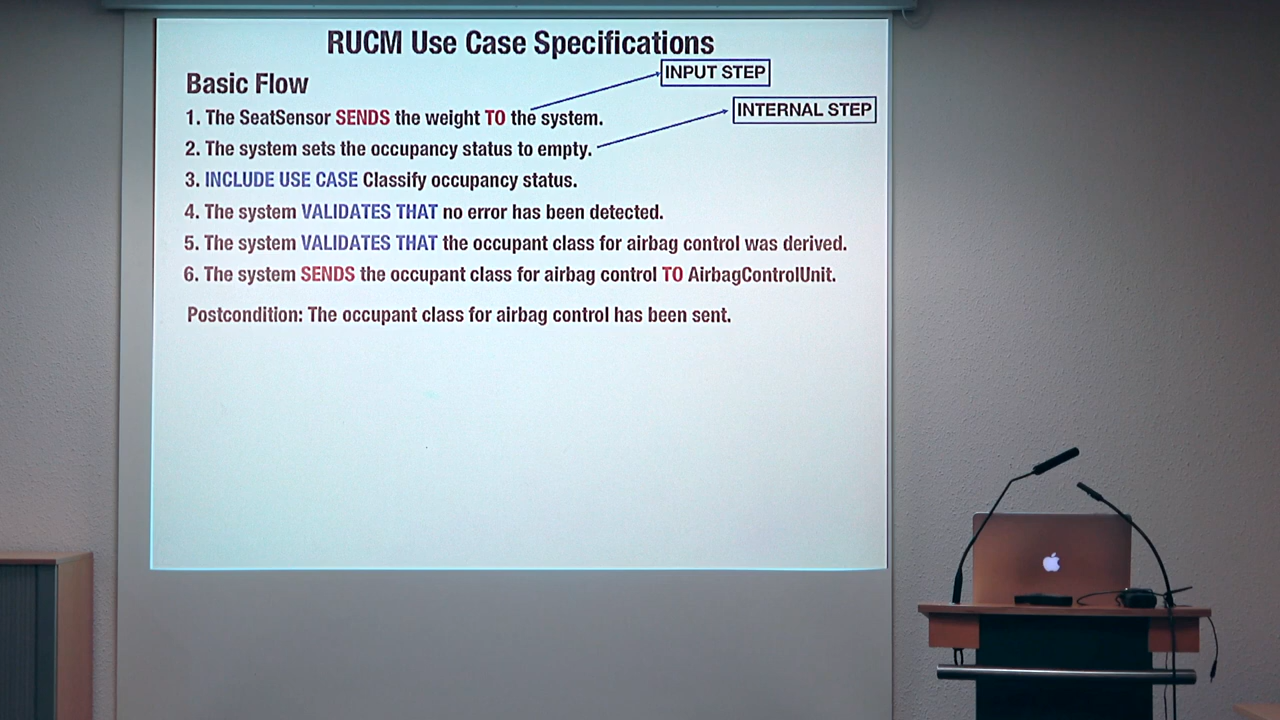 RUCM Use Case Specifications
Basic Flow
INPUT STEP
INTERNAL STEP
1. The SeatSensor SENDS the weight TO the system.
2. The system sets the occupancy status to empty.
3. INCLUDE USE CASE Classify occupancy status.
4. The system VALIDATES THAT no error has been detected.
5. The system VALIDATES THAT the occupant class for airbag control was derived.
6. The system SENDS the occupant class for airbag control TO AirbagControlUnit.
Postcondition: The occupant class for airbag control has been sent.